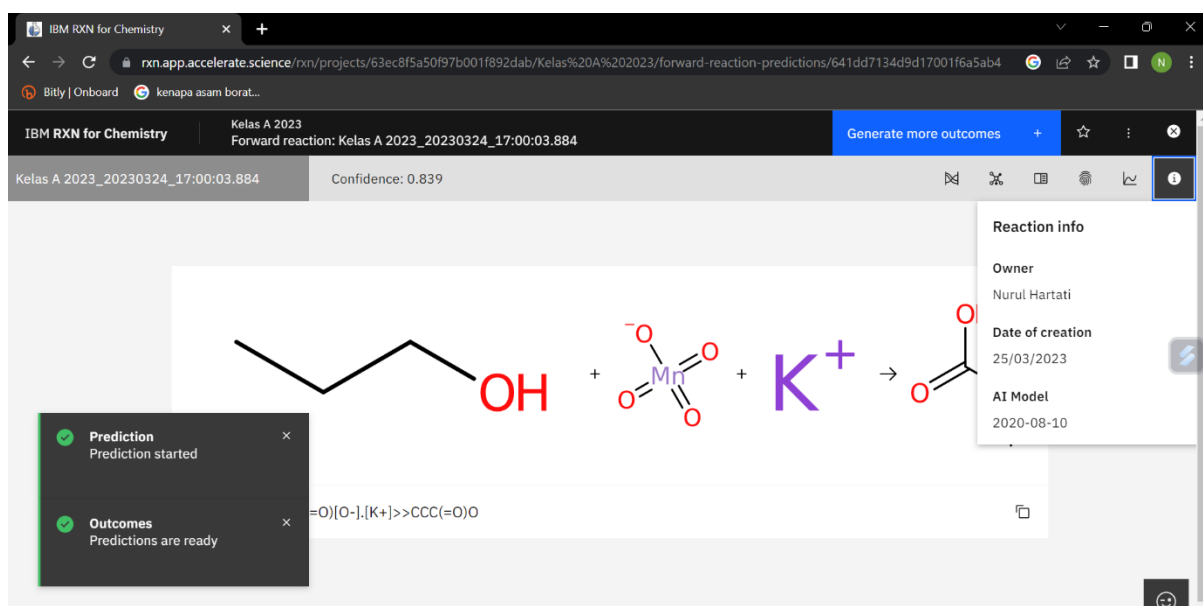 IBM RXN for Chemistry
rxn.app.accelerate.science/rxn/projects/63ec8f5a50f97b001f892dab/Kelas%20A%202023/forward-reaction-predictions/641dd7134d9d17001f6a5ab4
N
Bitly | Onboard
kenapa asam borat...
IBM RXN for Chemistry
Kelas A 2023
Forward reaction: Kelas A 2023_20230324_17:00:03.884
Generate more outcomes +
Kelas A 2023_20230324_17:00:03.884
Confidence: 0.839
Reaction info
Owner
Nurul Hartati
Date of creation
25/03/2023
AI Model
2020-08-10
OH
+
-O
Mn
O
O
O
+
K+
→
O
O
Prediction
Prediction started
Outcomes
Predictions are ready
=O)[O-].[K+]>>CCC(=O)O